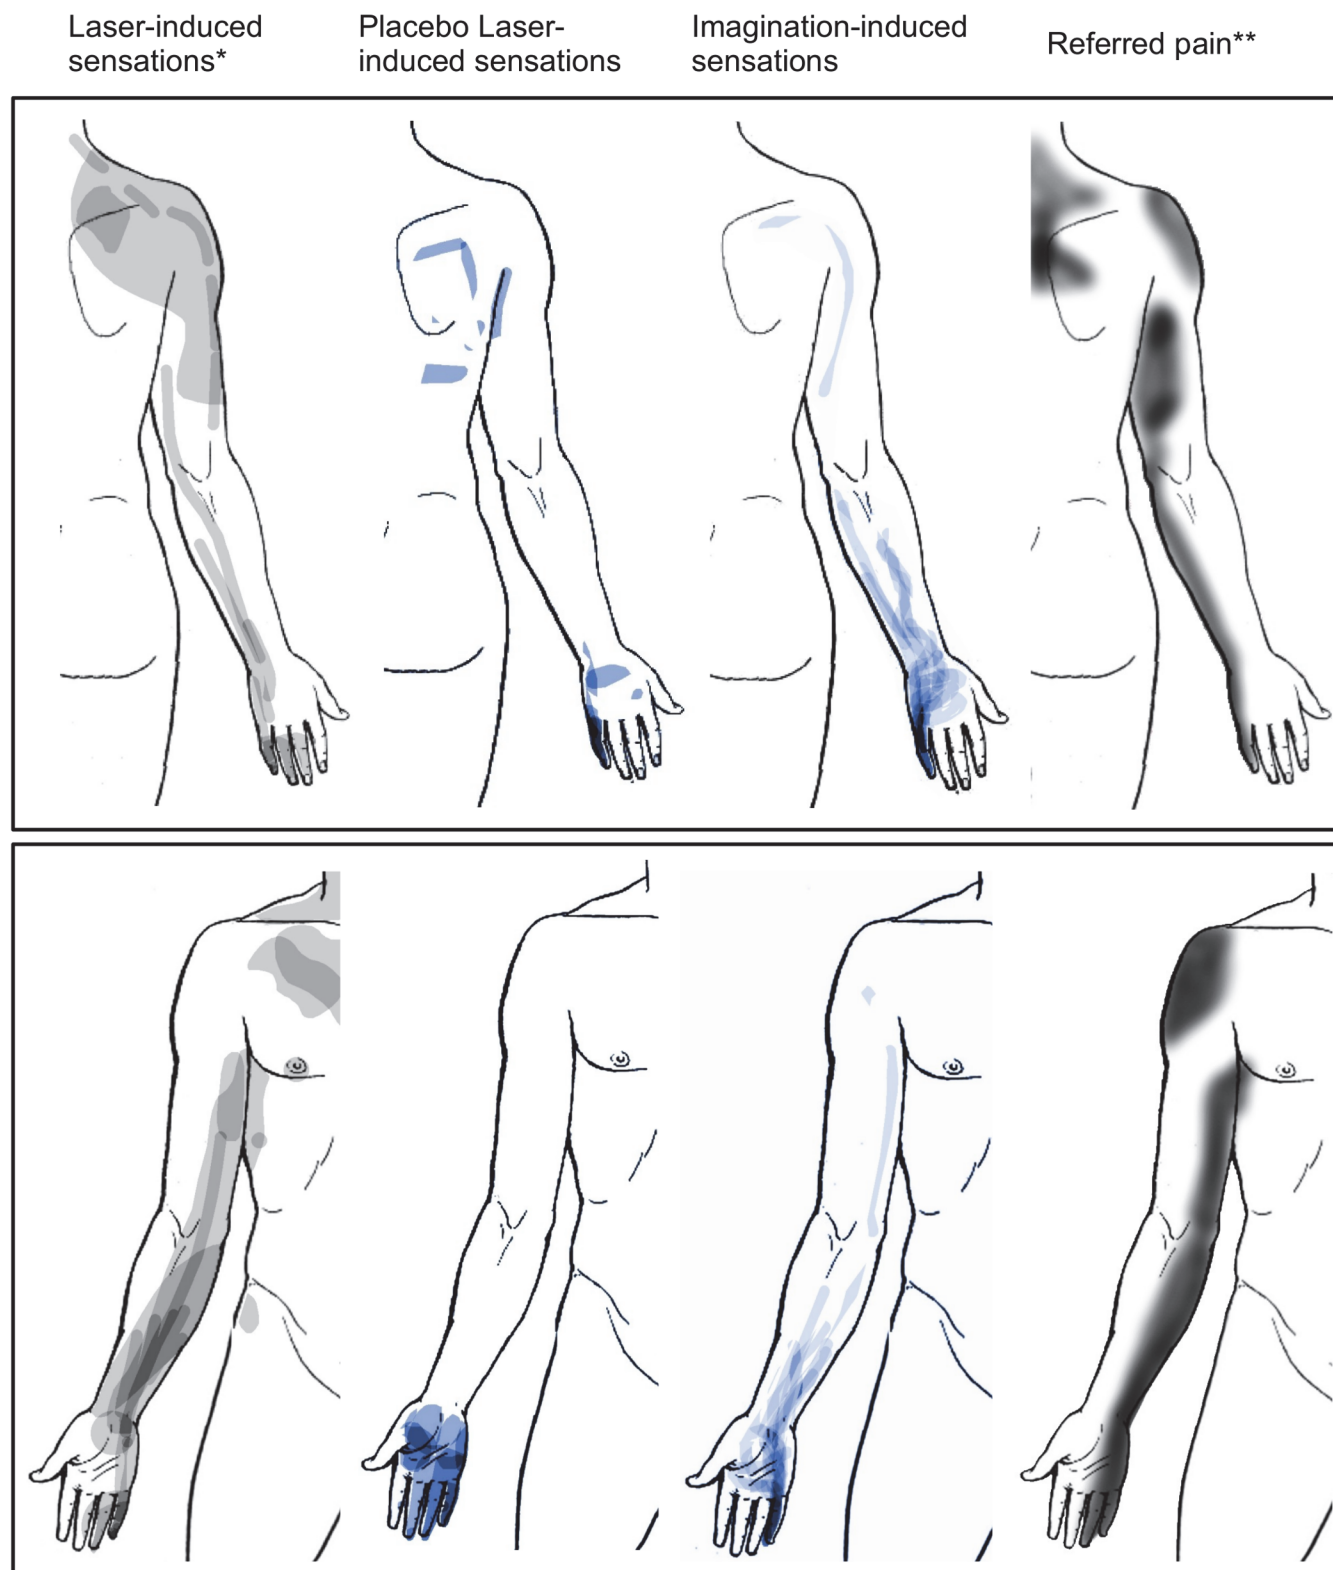 Laser-induced
sensations*
Placebo Laser-
induced sensations
Imagination-induced
sensations
Referred pain**